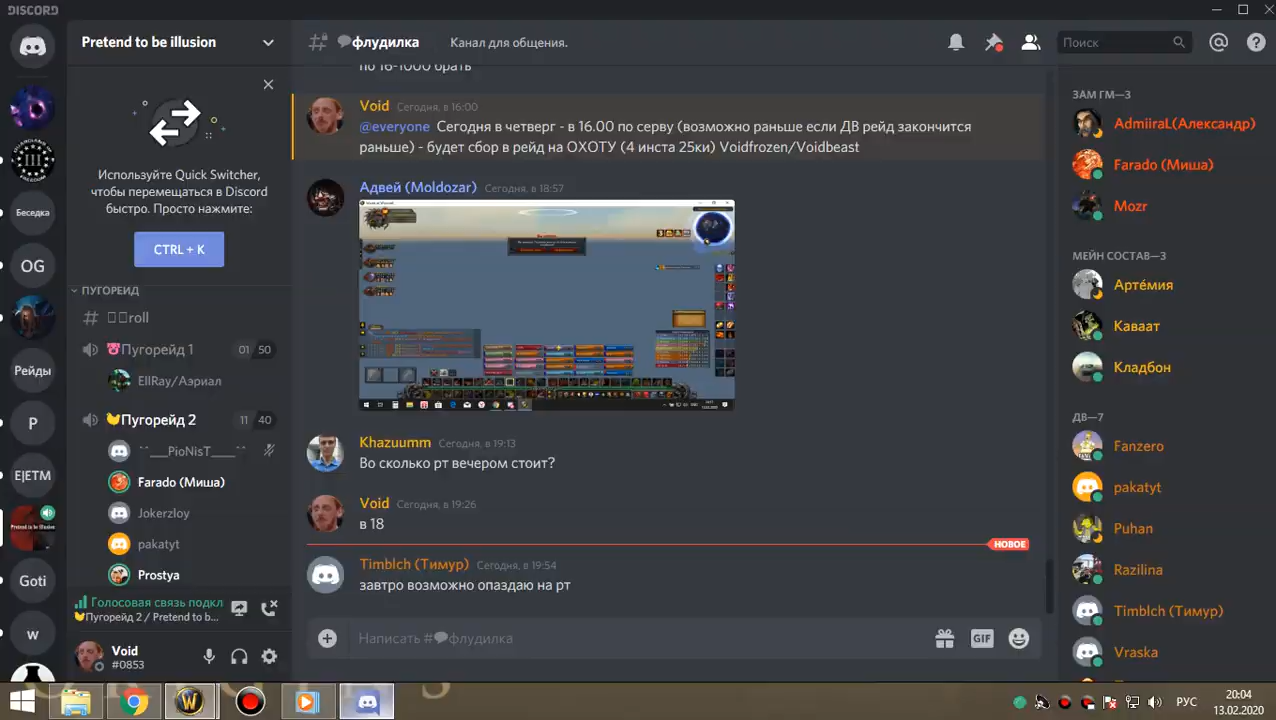 DISCORD
Pretend to be illusion
флудилка
Канал для общения.
Поиск
III
Беседка
OG
Рейды
P
E|ETM
Pretend to be illusion
Goti
w
Используйте Quick Switcher,
чтобы перемещаться в Discord
быстро. Просто нажмите:
CTRL + K
ПУГОРЕЙД
roll
Пугорейд 1
01 50
EllRay/Аэриал
Пугорейд 2
11 40
___PioNisT____
Farado (Миша)
Jokerzloy
pakatyt
Prostya
Голосовая связь подкл
Пугорейд 2 / Pretend to b...
Void
#0853
по 16-1000 брать
Void Сегодня, в 16:00
@everyone Сегодня в четверг - в 16.00 по серву (возможно раньше если ДВ рейд закончится
раньше) - будет сбор в рейд на ОХОТУ (4 инста 25ки) Voidfrozen/Voidbeast
Адвей (Moldozar) Сегодня, в 18:57
Khazuumm Сегодня, в 19:13
Во сколько рт вечером стоит?
Void Сегодня, в 19:26
в 18
НОВОЕ
Timblch (Тимур) Сегодня, в 19:54
завтро возможно опаздаю на рт
Написать #флудилка
GIF
ЗАМ ГМ—3
AdmiiraL(Александр)
Farado (Миша)
Mozr
МЕЙН СОСТАВ—3
Артéмия
Каваат
Кладбон
ДВ—7
Fanzero
pakatyt
Puhan
Razilina
Timblch (Тимур)
Vraska
РУС
20:04
13.02.2020